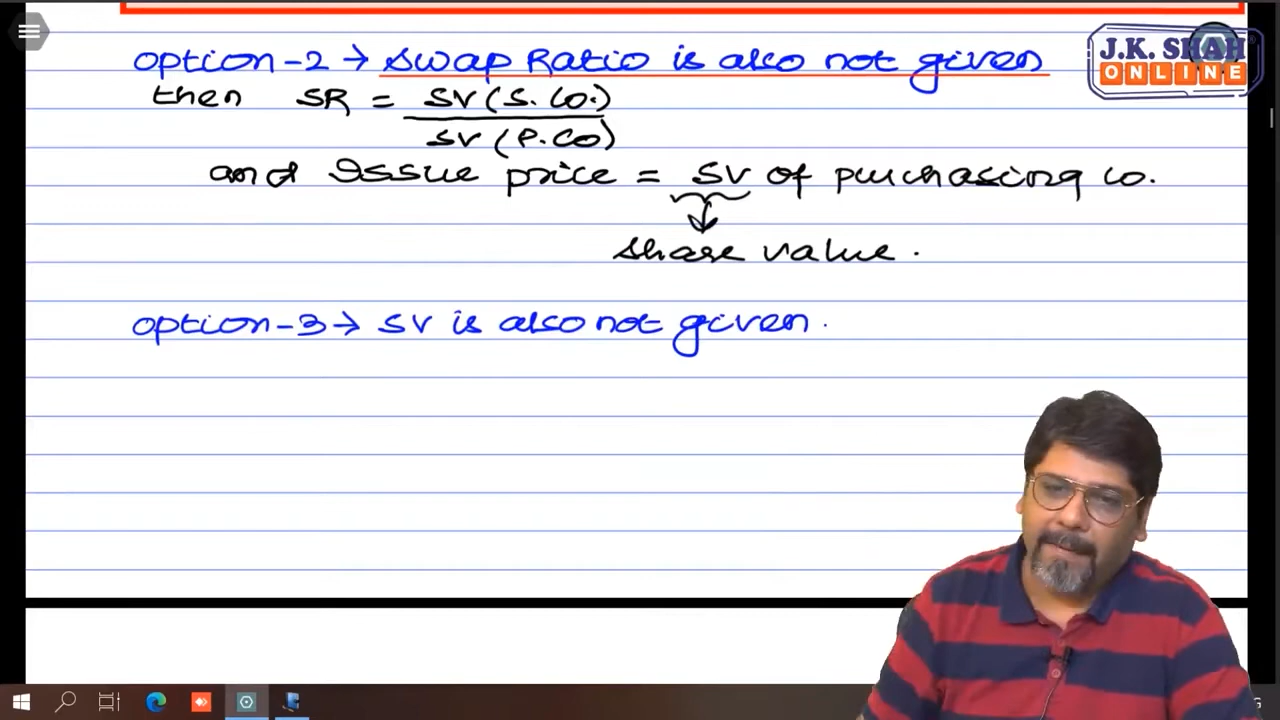 J.K. SHAH
ONLINE
option-2 → Swap Ratio is also not given
then SR = SV (S. Co.)
SV (P. Co)
and Issue price = SV of purchasing co.
↓
Share value.
option-3 → SV is also not given.